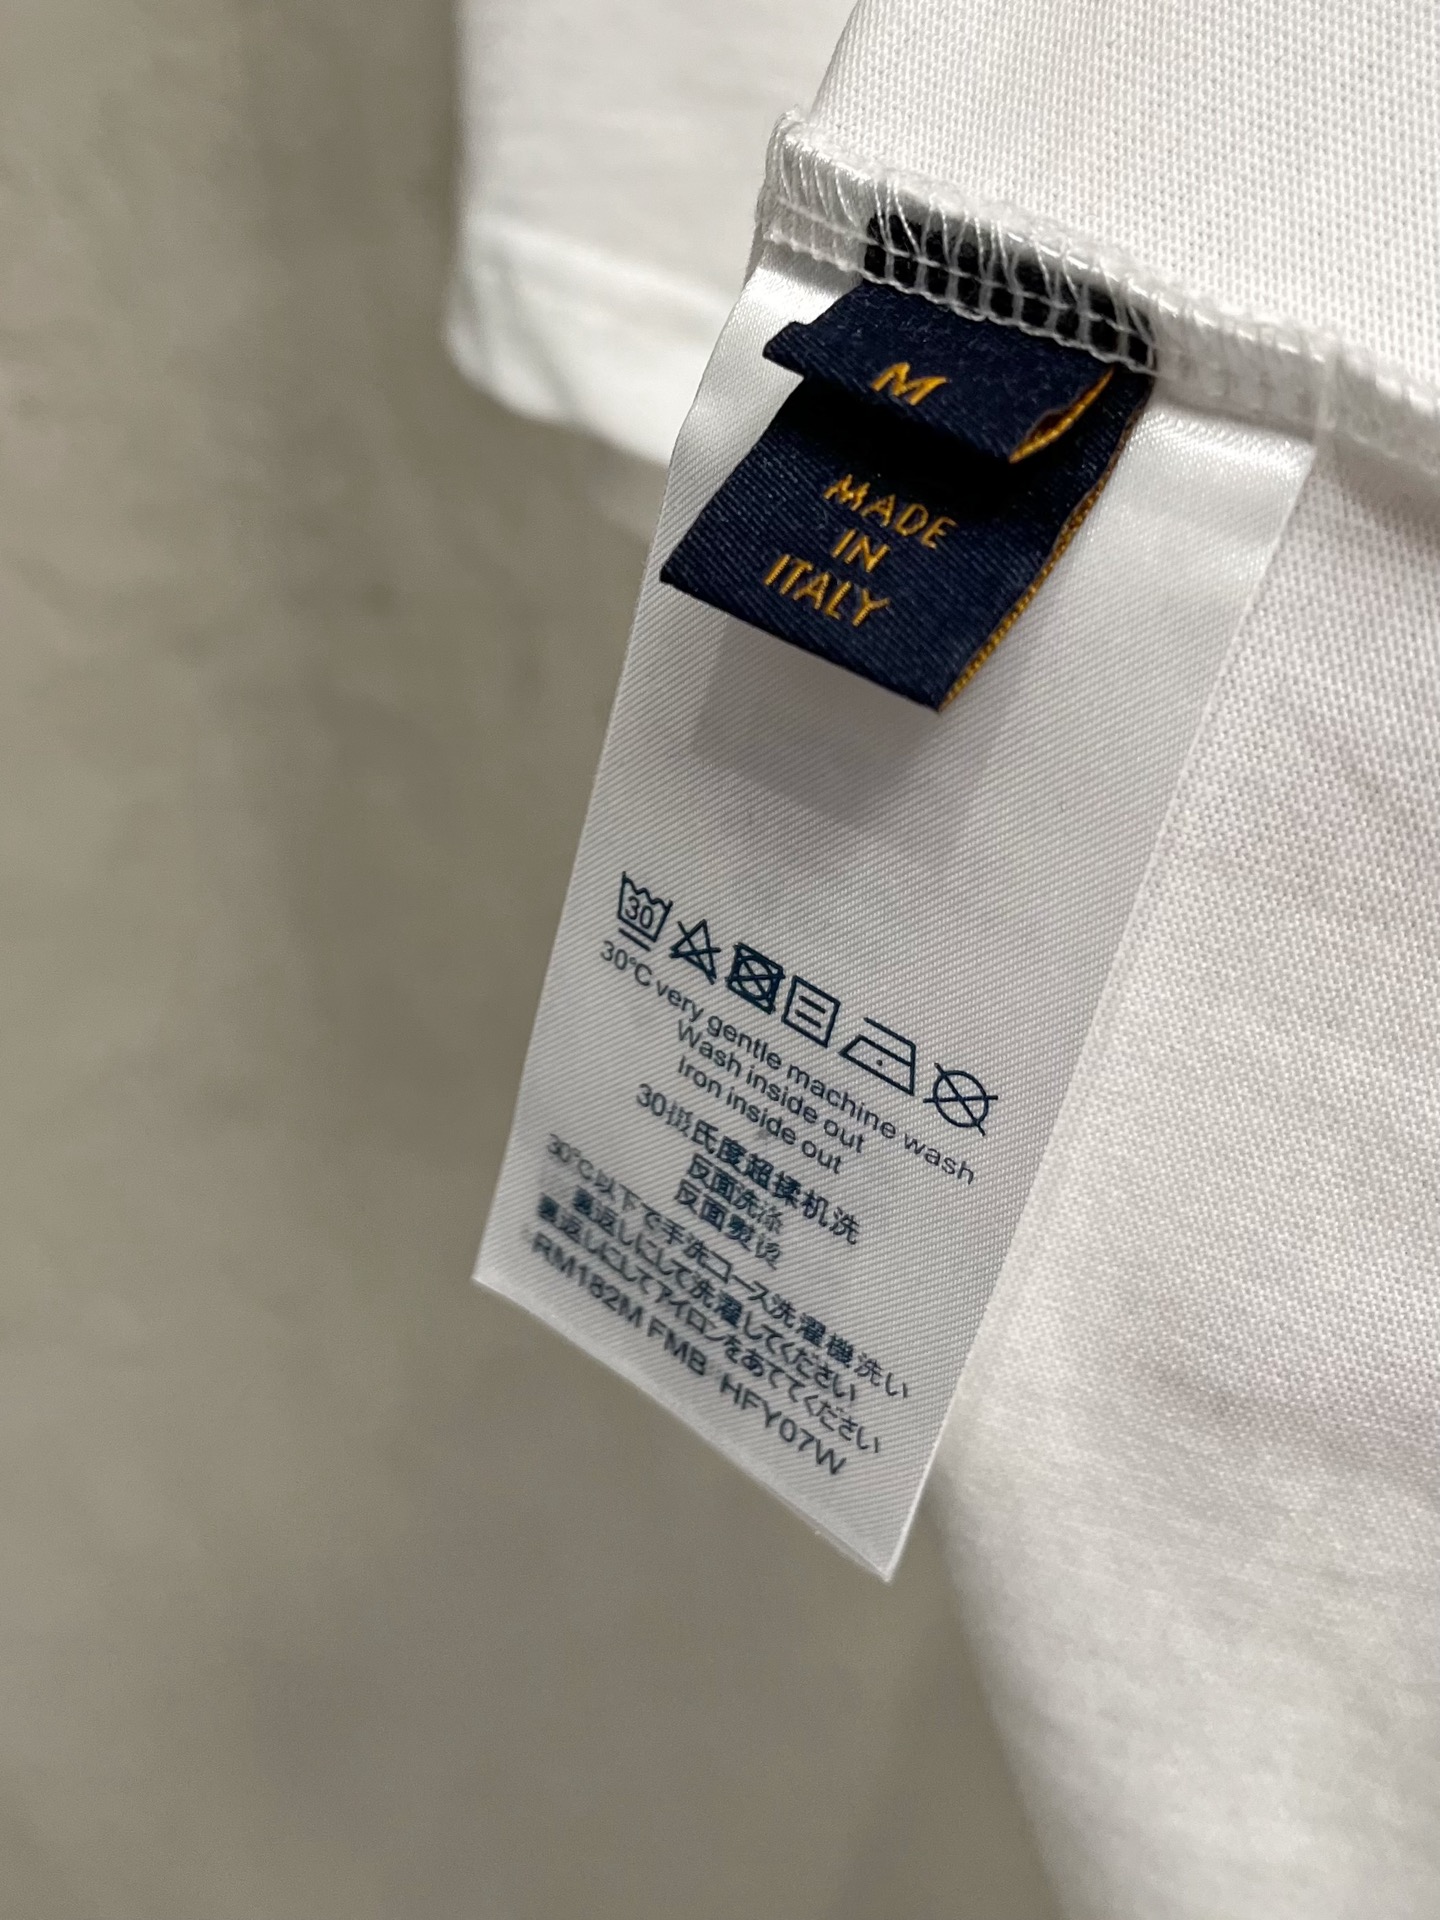 M
MADE
IN
ITALY
30
30°C very gentle machine wash
Wash inside out
Iron inside out
30摄氏度超揉机洗
反面洗涤
反面熨烫
30°C以下で手洗コース洗濯機洗い
裏返しにして洗濯してください
裏返しにしてアイロンをあててください
RM182M FMB HFY07W